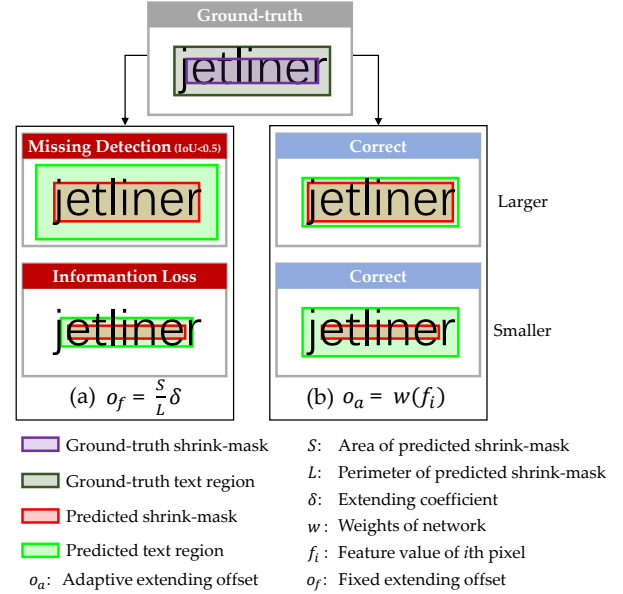 Ground-truth
jetliner
Missing Detection (IoU<0.5)
jetliner
Informantion Loss
jetliner
(a) o_f = S/L δ
Correct
jetliner
Larger
Correct
jetliner
Smaller
(b) o_a = w(f_i)
Ground-truth shrink-mask
Ground-truth text region
Predicted shrink-mask
Predicted text region
o_a: Adaptive extending offset
S: Area of predicted shrink-mask
L: Perimeter of predicted shrink-mask
δ: Extending coefficient
w: Weights of network
f_i: Feature value of ith pixel
o_f: Fixed extending offset